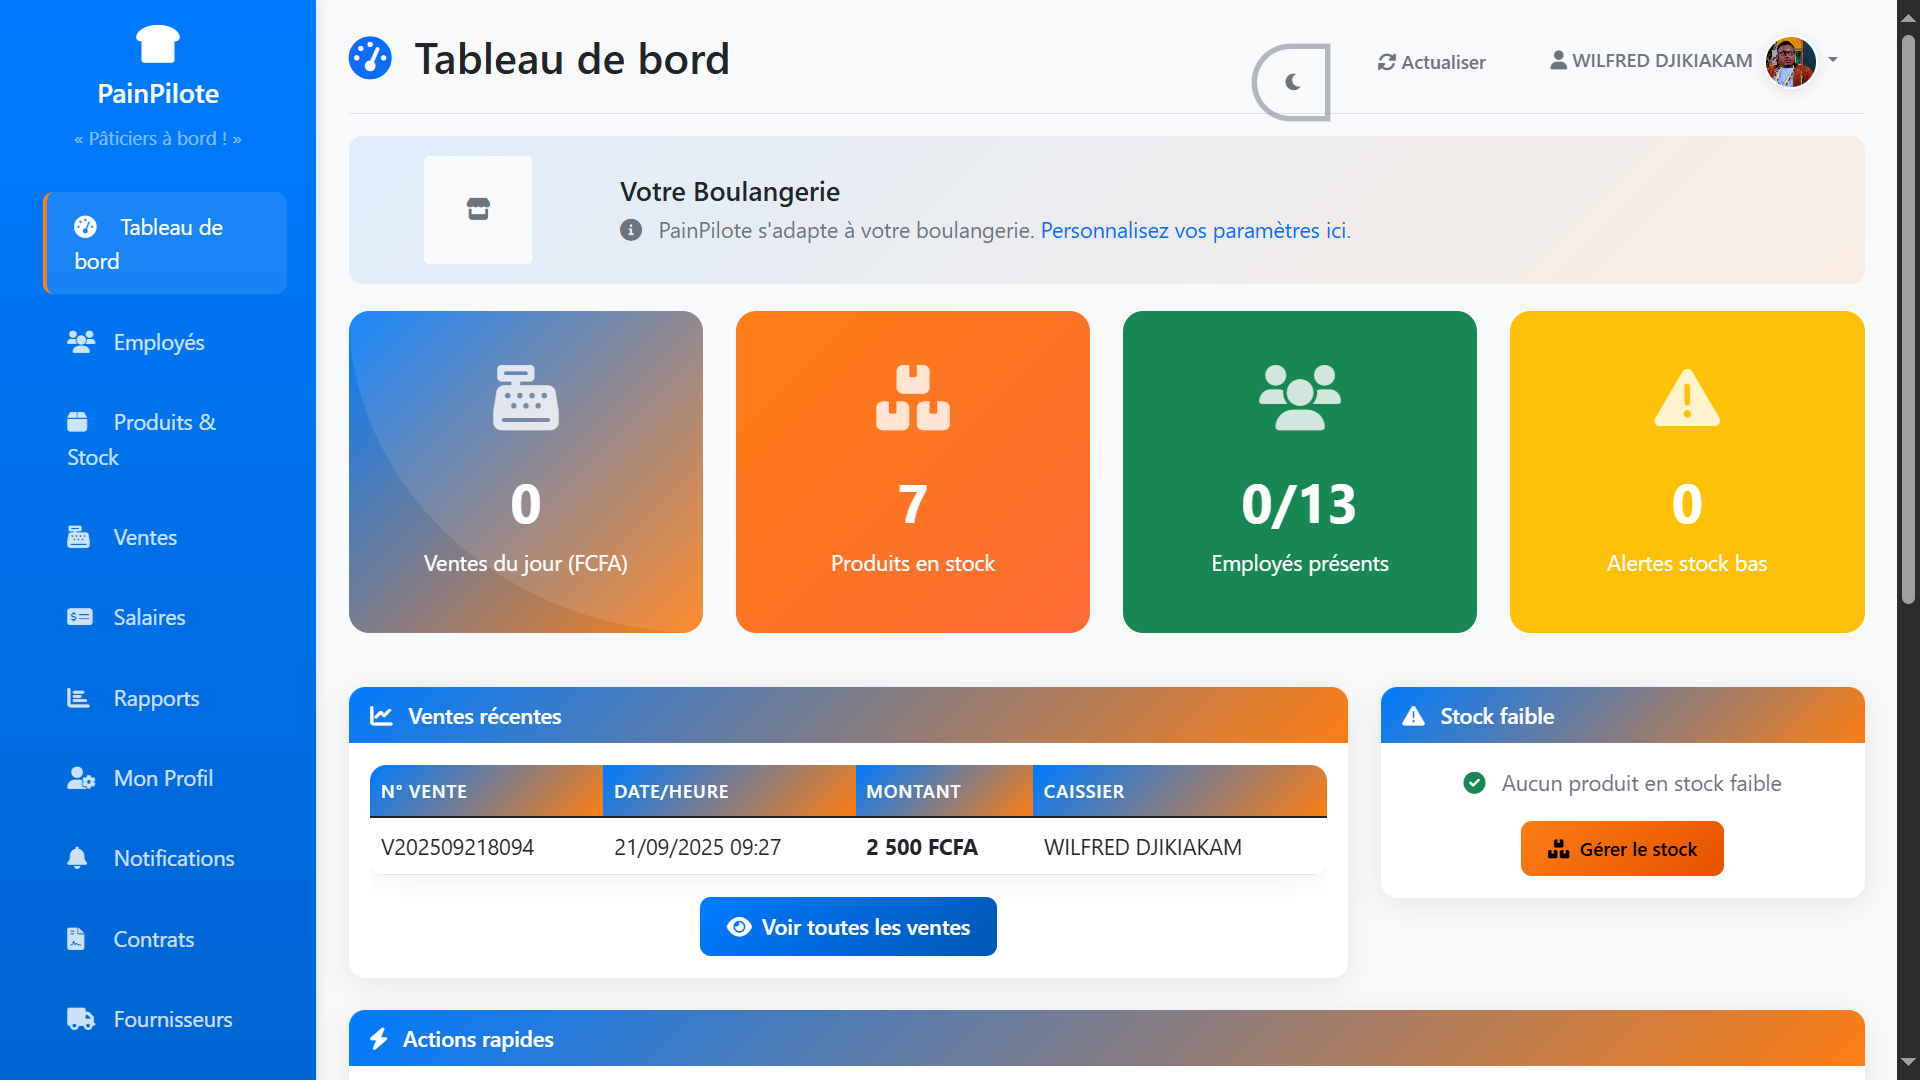 PainPilote
« Pâticiers à bord ! »
Tableau de
bord
Employés
Produits &
Stock
Ventes
Salaires
Rapports
Mon Profil
Notifications
Contrats
Fournisseurs
Tableau de bord
Actualiser
WILFRED DJIKIAKAM
Votre Boulangerie
PainPilote s'adapte à votre boulangerie. Personnalisez vos paramètres ici.
0
Ventes du jour (FCFA)
7
Produits en stock
0/13
Employés présents
0
Alertes stock bas
Ventes récentes
N° VENTE DATE/HEURE MONTANT CAISSIER
V202509218094 21/09/2025 09:27 2 500 FCFA WILFRED DJIKIAKAM
Voir toutes les ventes
Stock faible
Aucun produit en stock faible
Gérer le stock
Actions rapides